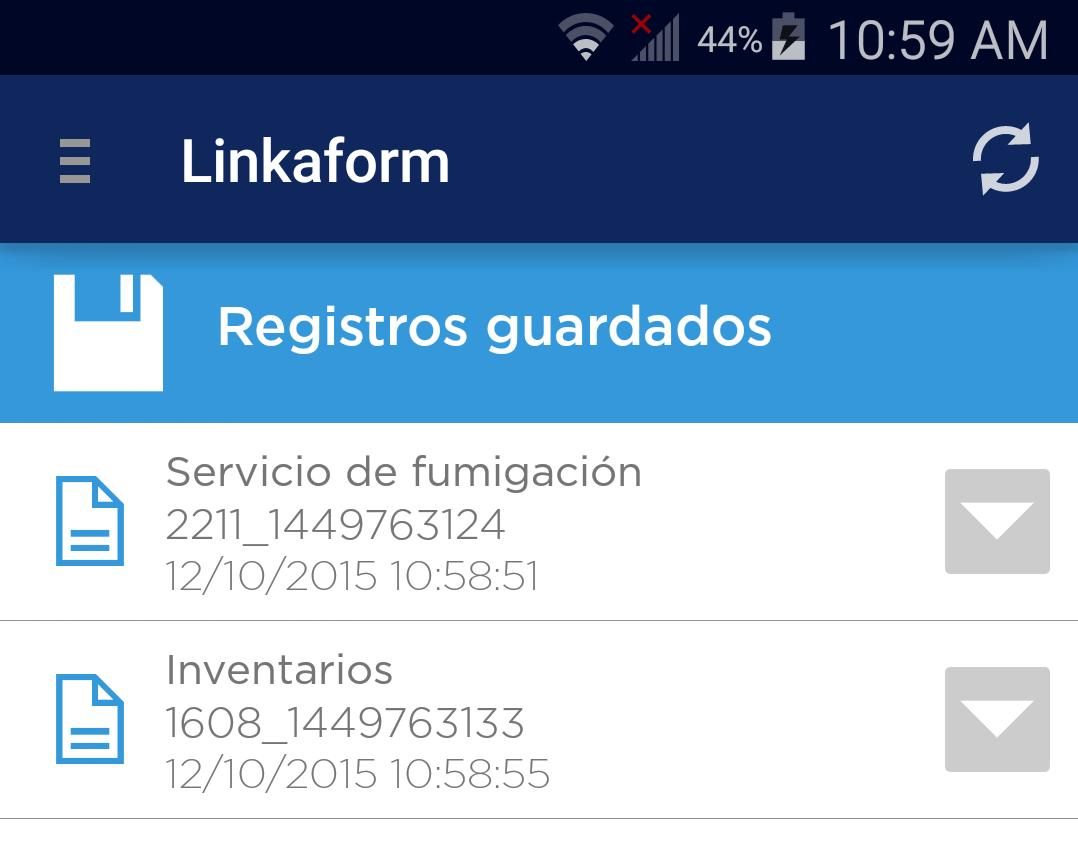 44% 10:59 AM
Linkaform
Registros guardados
Servicio de fumigación
2211_1449763124
12/10/2015 10:58:51
Inventarios
1608_1449763133
12/10/2015 10:58:55